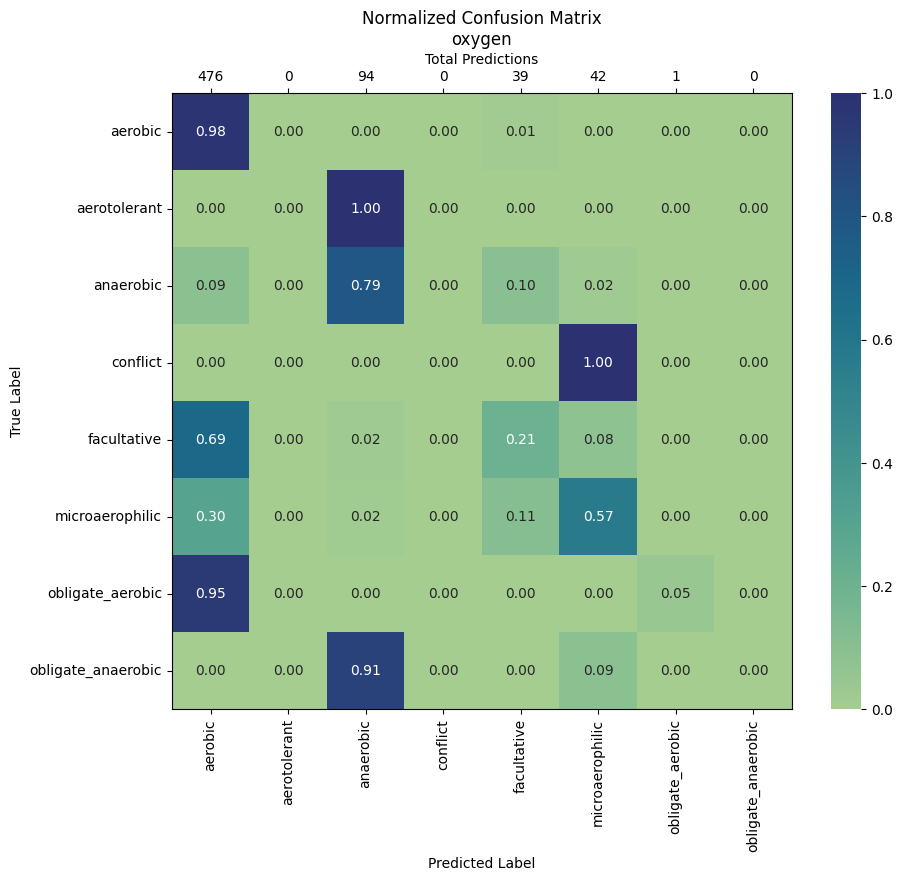 Normalized Confusion Matrix
oxygen
Total Predictions
476 0 94 0 39 42 1 0
aerobic 0.98 0.00 0.00 0.00 0.01 0.00 0.00 0.00 1.0
aerotolerant 0.00 0.00 1.00 0.00 0.00 0.00 0.00 0.00 0.8
anaerobic 0.09 0.00 0.79 0.00 0.10 0.02 0.00 0.00
conflict 0.00 0.00 0.00 0.00 0.00 1.00 0.00 0.00 0.6
True Label
facultative 0.69 0.00 0.02 0.00 0.21 0.08 0.00 0.00 0.4
microaerophilic 0.30 0.00 0.02 0.00 0.11 0.57 0.00 0.00
obligate_aerobic 0.95 0.00 0.00 0.00 0.00 0.00 0.05 0.00 0.2
obligate_anaerobic 0.00 0.00 0.91 0.00 0.00 0.09 0.00 0.00 0.0
aerobic aerotolerant anaerobic conflict facultative microaerophilic obligate_aerobic obligate_anaerobic
Predicted Label